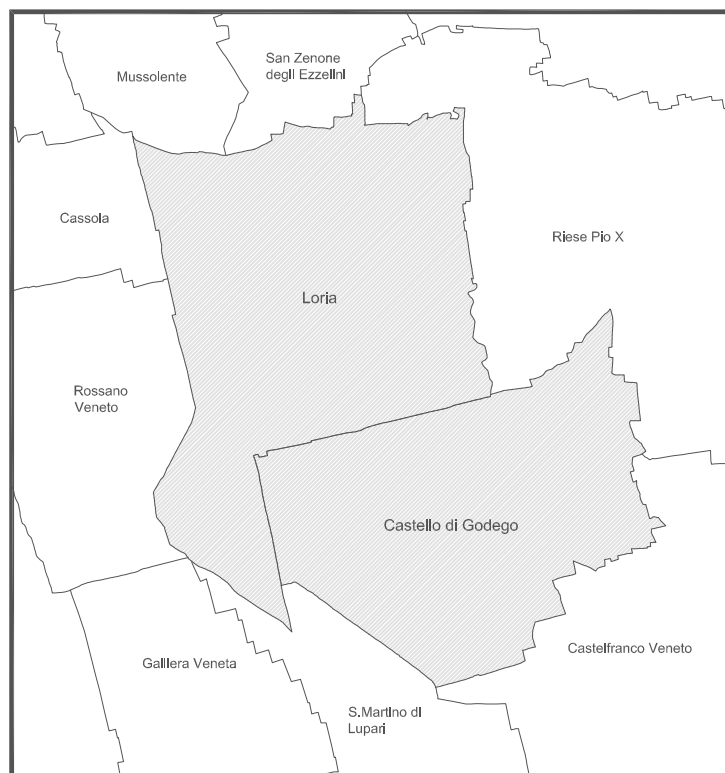 San Zenone
degli Ezzelini
Mussolente
Cassola
Riese Pio X
Loria
Rossano
Veneto
Castello di Godego
Castelfranco Veneto
Galliera Veneta
S.Martino di
Lupari